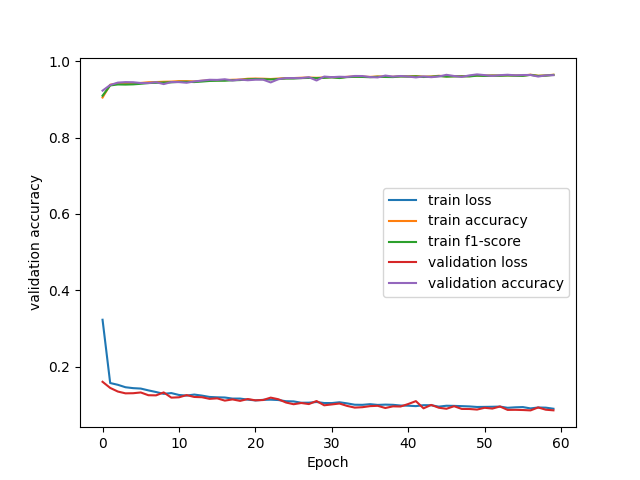 1.0
0.8
0.6
0.4
0.2
validation accuracy
train loss
train accuracy
train f1-score
validation loss
validation accuracy
0 10 20 30 40 50 60
Epoch